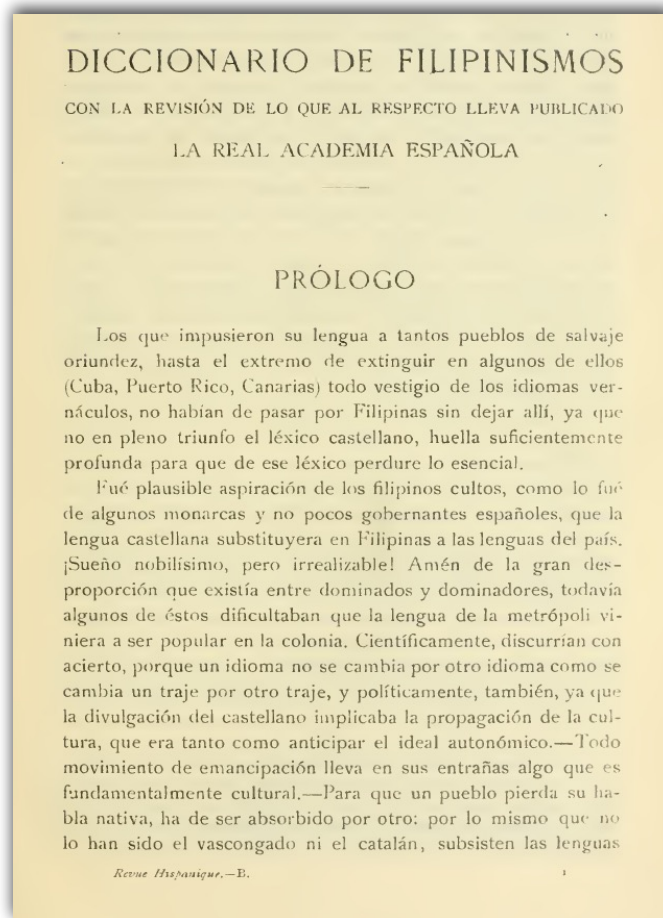 DICCIONARIO DE FILIPINISMOS
CON LA REVISIÓN DE LO QUE AL RESPECTO LLEVA PUBLICADO
LA REAL ACADEMIA ESPAÑOLA
PRÓLOGO
Los que impusieron su lengua a tantos pueblos de salvaje
oriundez, hasta el extremo de extinguir en algunos de ellos
(Cuba, Puerto Rico, Canarias) todo vestigio de los idiomas ver-
náculos, no habían de pasar por Filipinas sin dejar allí, ya que
no en pleno triunfo el léxico castellano, huella suficientemente
profunda para que de ese léxico perdure lo esencial.
Fué plausible aspiración de los filipinos cultos, como lo fué
de algunos monarcas y no pocos gobernantes españoles, que la
lengua castellana substituyera en Filipinas a las lenguas del país.
¡Sueño nobilísimo, pero irrealizable! Amén de la gran des-
proporción que existía entre dominados y dominadores, todavía
algunos de éstos dificultaban que la lengua de la metrópoli vi-
niera a ser popular en la colonia. Científicamente, discurrían con
acierto, porque un idioma no se cambia por otro idioma como se
cambia un traje por otro traje, y políticamente, también, ya que
la divulgación del castellano implicaba la propagación de la cul-
tura, que era tanto como anticipar el ideal autonómico.—Todo
movimiento de emancipación lleva en sus entrañas algo que es
fundamentalmente cultural.—Para que un pueblo pierda su ha-
bla nativa, ha de ser absorbido por otro: por lo mismo que no
lo han sido el vascongado ni el catalán, subsisten las lenguas
Revue Hispanique.—B. 1